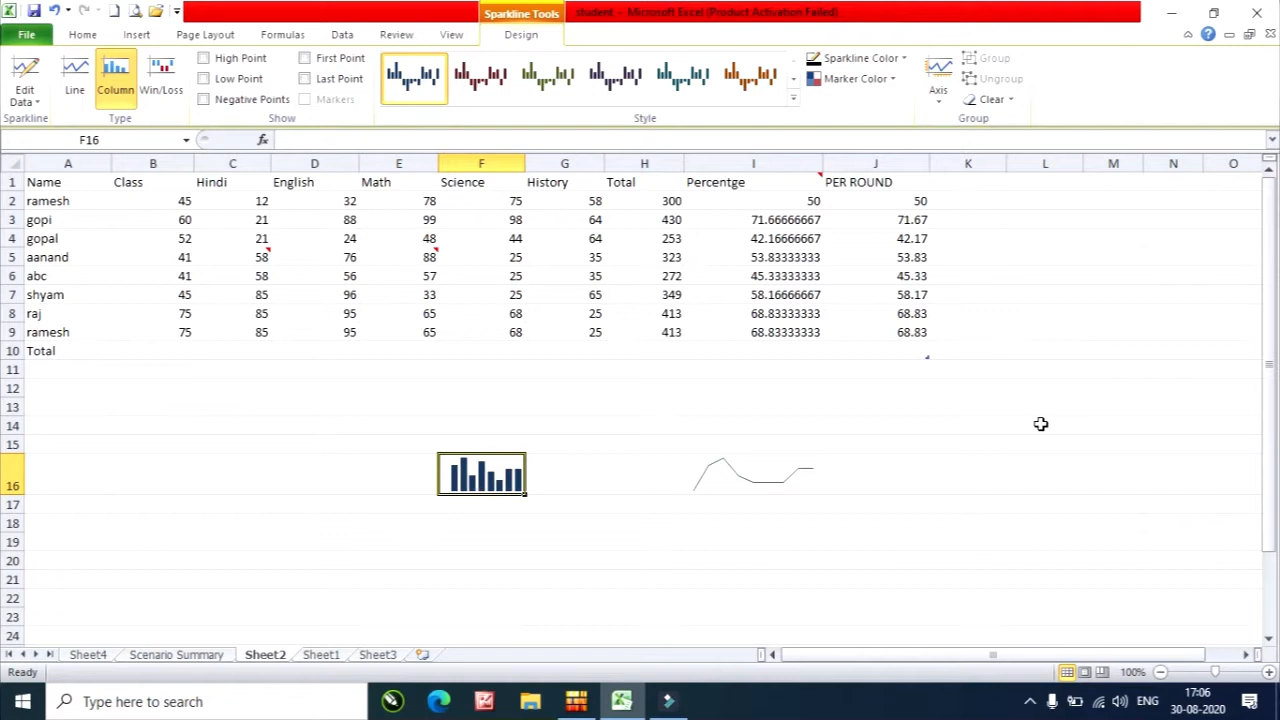 Sparkline Tools
student - Microsoft Excel (Product Activation Failed)
File Home Insert Page Layout Formulas Data Review View Design
Edit Data
Sparkline
Line Column Win/Loss
Type
High Point First Point
Low Point Last Point
Negative Points Markers
Show
Style
Sparkline Color
Marker Color
Axis
Group
Ungroup
Clear
Group
F16 fx
A B C D E F G H I J K L M N O
1 Name Class Hindi English Math Science History Total Percentge PER ROUND
2 ramesh 45 12 32 78 75 58 300 50 50
3 gopi 60 21 88 99 98 64 430 71.66666667 71.67
4 gopal 52 21 24 48 44 64 253 42.16666667 42.17
5 aanand 41 58 76 88 25 35 323 53.83333333 53.83
6 abc 41 58 56 57 25 35 272 45.33333333 45.33
7 shyam 45 85 96 33 25 65 349 58.16666667 58.17
8 raj 75 85 95 65 68 25 413 68.83333333 68.83
9 ramesh 75 85 95 65 68 25 413 68.83333333 68.83
10 Total
11
12
13
14
15
16
17
18
19
20
21
22
23
24
Sheet4 Scenario Summary Sheet2 Sheet1 Sheet3
Ready 100%
Type here to search
ENG
17:06
30-08-2020